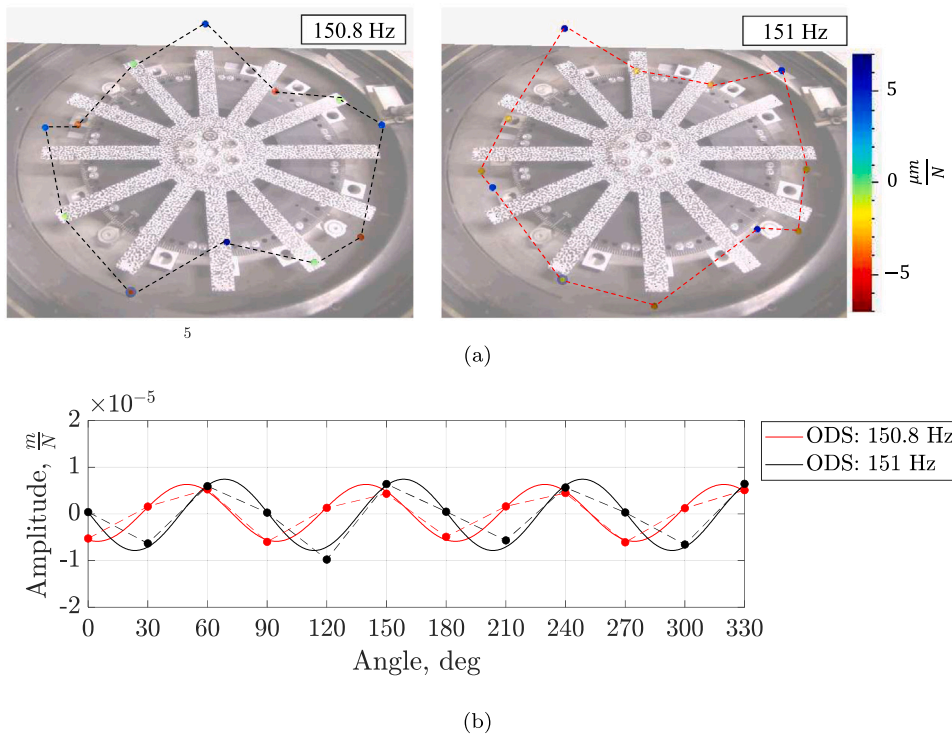 150.8 Hz
151 Hz
5
0
−5
μm
N
5
(a)
×10⁻⁵
2
1
0
-1
-2
Amplitude, m/N
0 30 60 90 120 150 180 210 240 270 300 330
Angle, deg
ODS: 150.8 Hz
ODS: 151 Hz
(b)